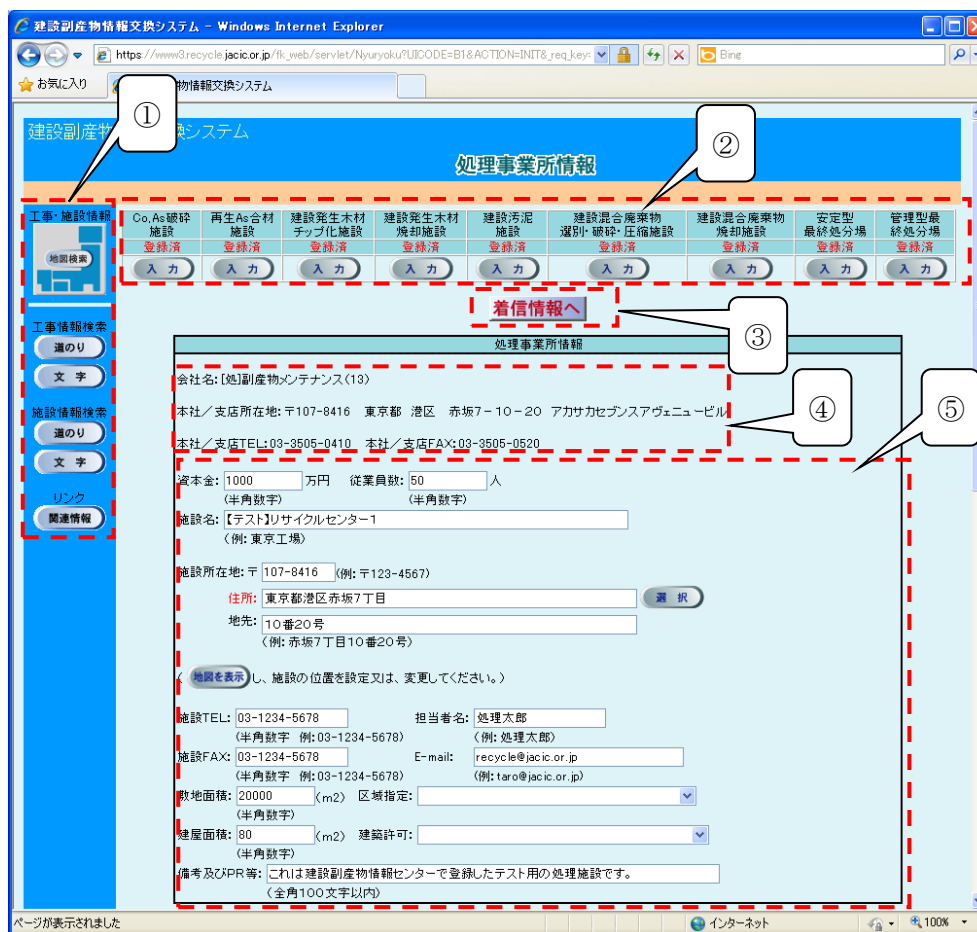 建設副産物情報交換システム - Windows Internet Explorer
https://www3.recycle.jacic.or.jp/fk_web/servlet/Nyuryoku?UICODE=B1&ACTION=INIT&_req_key=
Bing
お気に入り
物情報交換システム
①
②
建設副産物 換システム
処理事業所情報
工事・施設情報
地図検索
Co,As破砕施設 再生As合材施設 建設発生木材チップ化施設 建設発生木材焼却施設 建設汚泥施設 建設混合廃棄物選別・破砕・圧縮施設 建設混合廃棄物焼却施設 安定型最終処分場 管理型最終処分場
登録済 登録済 登録済 登録済 登録済 登録済 登録済 登録済 登録済
入 力 入 力 入 力 入 力 入 力 入 力 入 力 入 力 入 力
着信情報へ
③
工事情報検索
道のり
文 字
施設情報検索
道のり
文 字
リンク
関連情報
処理事業所情報
会社名:[処]副産物メンテナンス(13)
本社/支店所在地:〒107-8416 東京都 港区 赤坂7-10-20 アカサカセブンスアヴェニュービル
④
⑤
本社/支店TEL:03-3505-0410 本社/支店FAX:03-3505-0520
資本金: 1000 万円 従業員数: 50 人
(半角数字) (半角数字)
施設名: 【テスト】リサイクルセンター1
(例:東京工場)
施設所在地:〒 107-8416 (例:〒123-4567)
住所: 東京都港区赤坂7丁目 選 択
地先: 10番20号
(例:赤坂7丁目10番20号)
( 地図を表示 し、施設の位置を設定又は、変更してください。)
施設TEL: 03-1234-5678 担当者名: 処理太郎
(半角数字 例:03-1234-5678) (例:処理太郎)
施設FAX: 03-1234-5678 E-mail: recycle@jacic.or.jp
(半角数字 例:03-1234-5678) (例:taro@jacic.or.jp)
敷地面積: 20000 (m2) 区域指定:
(半角数字)
建屋面積: 80 (m2) 建築許可:
(半角数字)
備考及びPR等: これは建設副産物情報センターで登録したテスト用の処理施設です。
(全角100文字以内)
ページが表示されました インターネット 100%